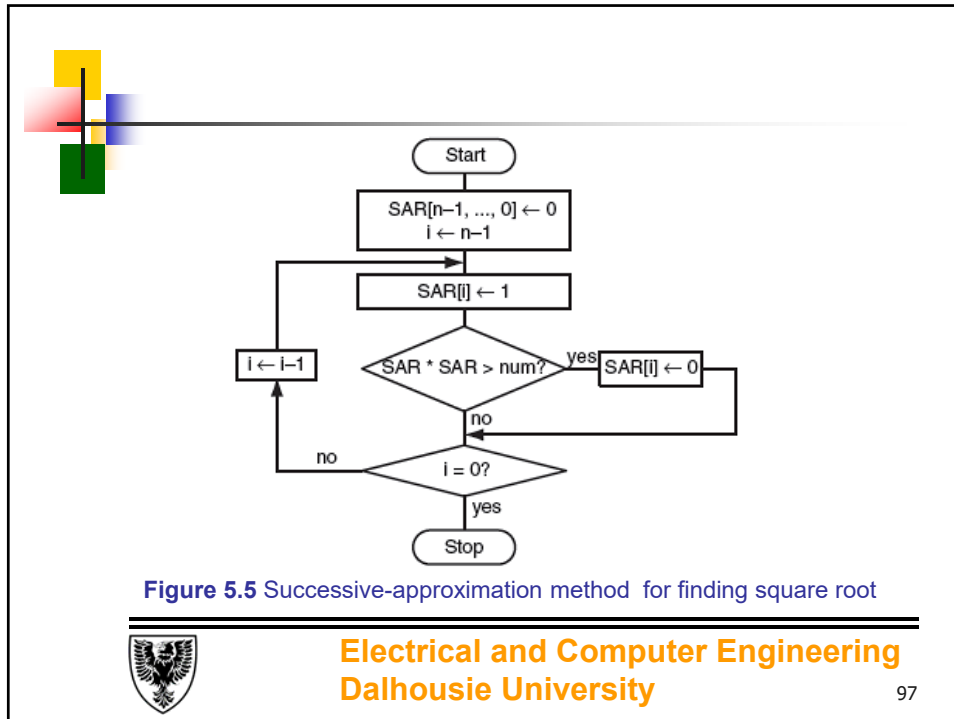 Start
SAR[n–1, ..., 0] ← 0
i ← n–1
SAR[i] ← 1
i ← i–1
SAR * SAR > num?
yes
SAR[i] ← 0
no
no
i = 0?
yes
Stop
Figure 5.5 Successive-approximation method for finding square root
Electrical and Computer Engineering
Dalhousie University
97